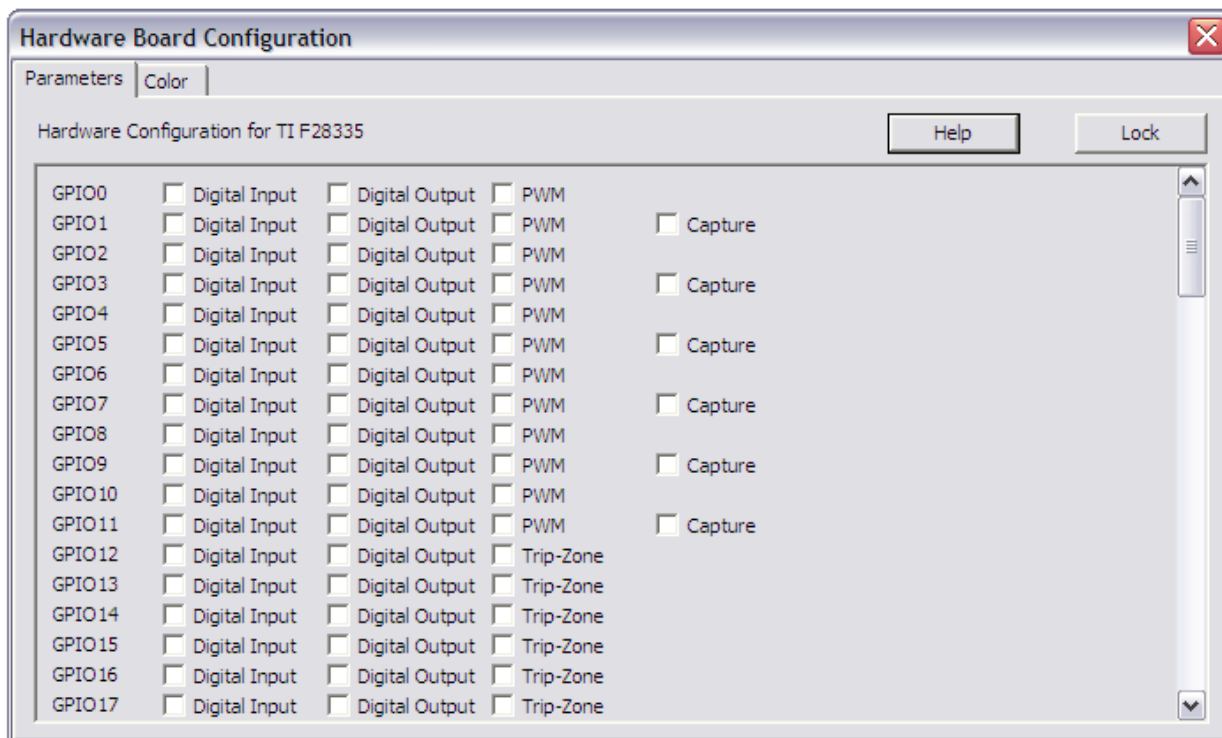 Hardware Board Configuration
Parameters Color
Hardware Configuration for TI F28335 Help Lock
GPIO0 Digital Input Digital Output PWM
GPIO1 Digital Input Digital Output PWM Capture
GPIO2 Digital Input Digital Output PWM
GPIO3 Digital Input Digital Output PWM Capture
GPIO4 Digital Input Digital Output PWM
GPIO5 Digital Input Digital Output PWM Capture
GPIO6 Digital Input Digital Output PWM
GPIO7 Digital Input Digital Output PWM Capture
GPIO8 Digital Input Digital Output PWM
GPIO9 Digital Input Digital Output PWM Capture
GPIO10 Digital Input Digital Output PWM
GPIO11 Digital Input Digital Output PWM Capture
GPIO12 Digital Input Digital Output Trip-Zone
GPIO13 Digital Input Digital Output Trip-Zone
GPIO14 Digital Input Digital Output Trip-Zone
GPIO15 Digital Input Digital Output Trip-Zone
GPIO16 Digital Input Digital Output Trip-Zone
GPIO17 Digital Input Digital Output Trip-Zone